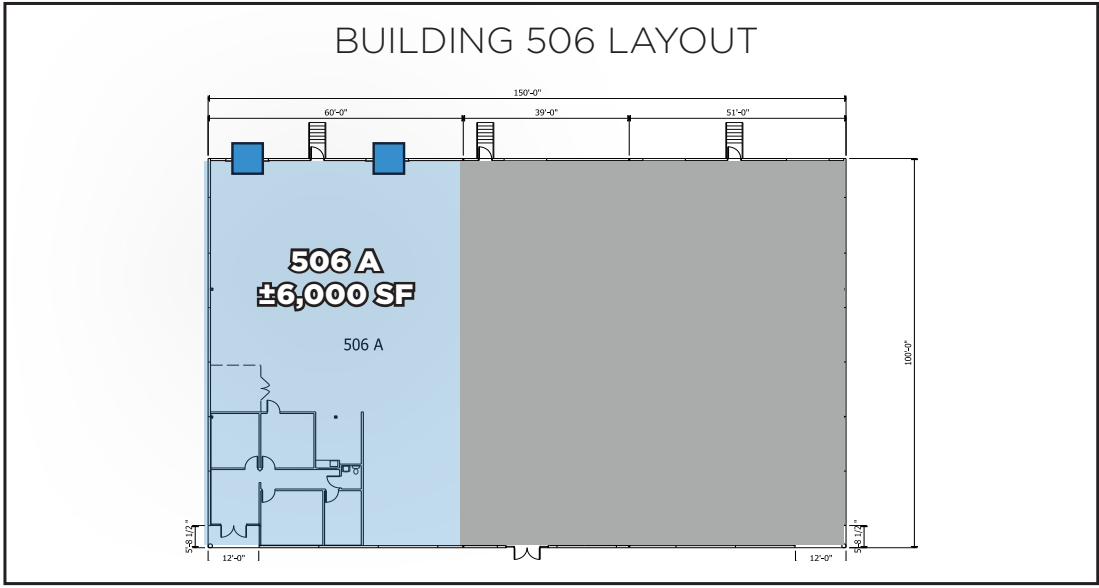 BUILDING 506 LAYOUT
150'-0"
60'-0"
39'-0"
51'-0"
506 A
±6,000 SF
506 A
100'-0"
5'-8 1/2"
5'-8 1/2"
12'-0"
12'-0"